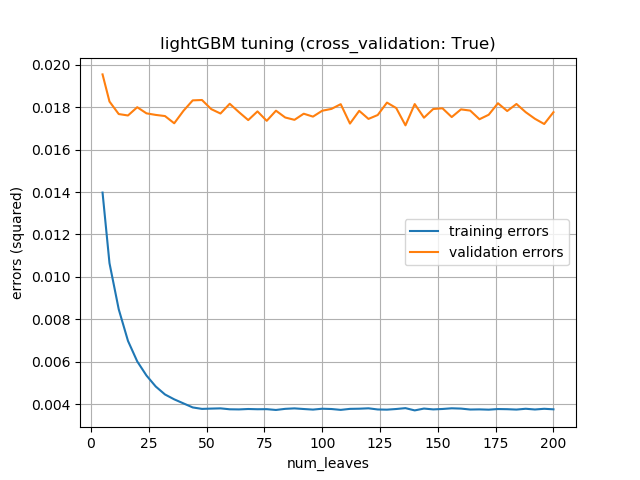 lightGBM tuning (cross_validation: True)
0.020
0.018
0.016
0.014
0.012
0.010
0.008
0.006
0.004
errors (squared)
training errors
validation errors
0 25 50 75 100 125 150 175 200
num_leaves